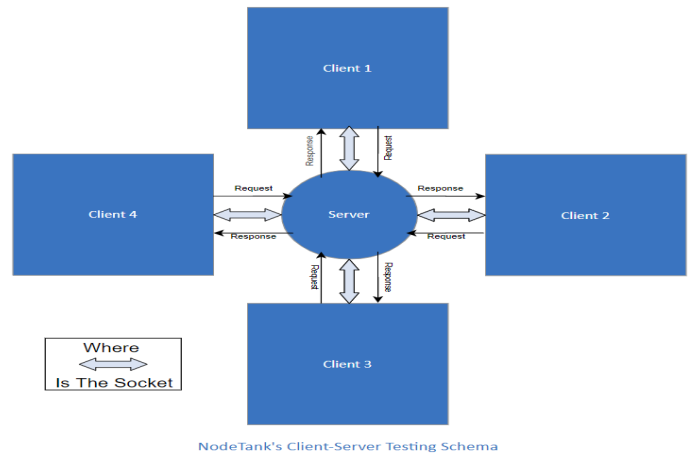 Client 1
Response
Request
Client 4
Request
Response
Server
Response
Request
Client 2
Request
Response
Client 3
Where
Is The Socket
NodeTank's Client-Server Testing Schema